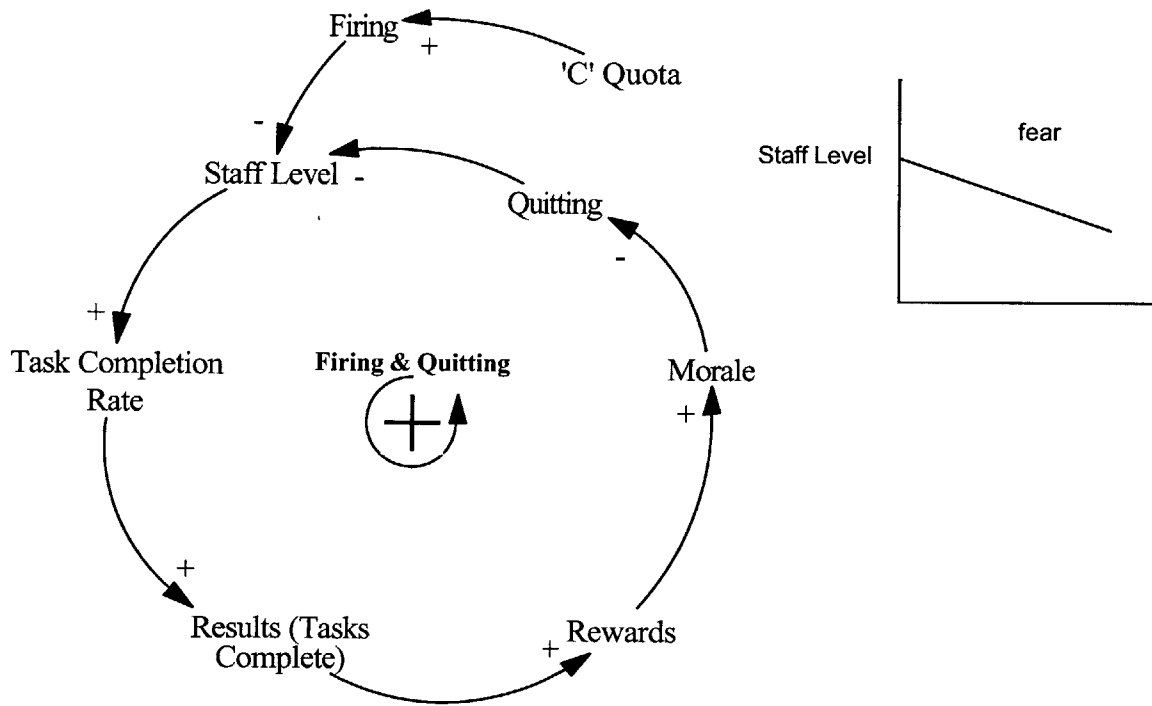 Firing
+
'C' Quota
-
Staff Level -
Quitting
-
+
Task Completion
Rate
Firing & Quitting
+
Morale
+
+
Results (Tasks
Complete)
+
Rewards
Staff Level
fear